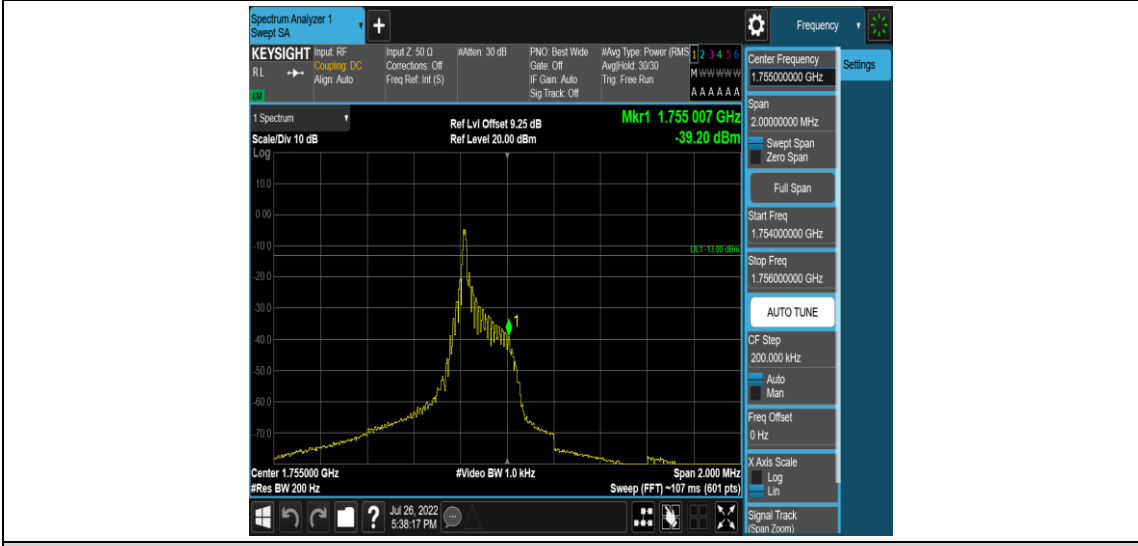 Spectrum Analyzer 1
Swept SA
+
Frequency
KEYSIGHT
RL
Input: RF
Coupling: DC
Align: Auto
Input Z: 50 Ω
Corrections: Off
Freq Ref: Int (S)
#Atten: 30 dB
PNO: Best Wide
Gate: Off
IF Gain: Auto
Sig Track: Off
#Avg Type: Power (RMS
Avg|Hold: 30/30
Trig: Free Run
1 2 3 4 5 6
M W W W W W
A A A A A A
1 Spectrum
Scale/Div 10 dB
Ref Lvl Offset 9.25 dB
Ref Level 20.00 dBm
Mkr1 1.755 007 GHz
-39.20 dBm
Log
10.0
0.00
-10.0
DL1 -13.00 dBm
-20.0
-30.0
1
-40.0
-50.0
-60.0
-70.0
Center 1.755000 GHz
#Video BW 1.0 kHz
Span 2.000 MHz
#Res BW 200 Hz
Sweep (FFT) ~107 ms (601 pts)
?
Jul 26, 2022
5:38:17 PM
Center Frequency
1.755000000 GHz
Settings
Span
2.00000000 MHz
Swept Span
Zero Span
Full Span
Start Freq
1.754000000 GHz
Stop Freq
1.756000000 GHz
AUTO TUNE
CF Step
200.000 kHz
Auto
Man
Freq Offset
0 Hz
X Axis Scale
Log
Lin
Signal Track
(Span Zoom)